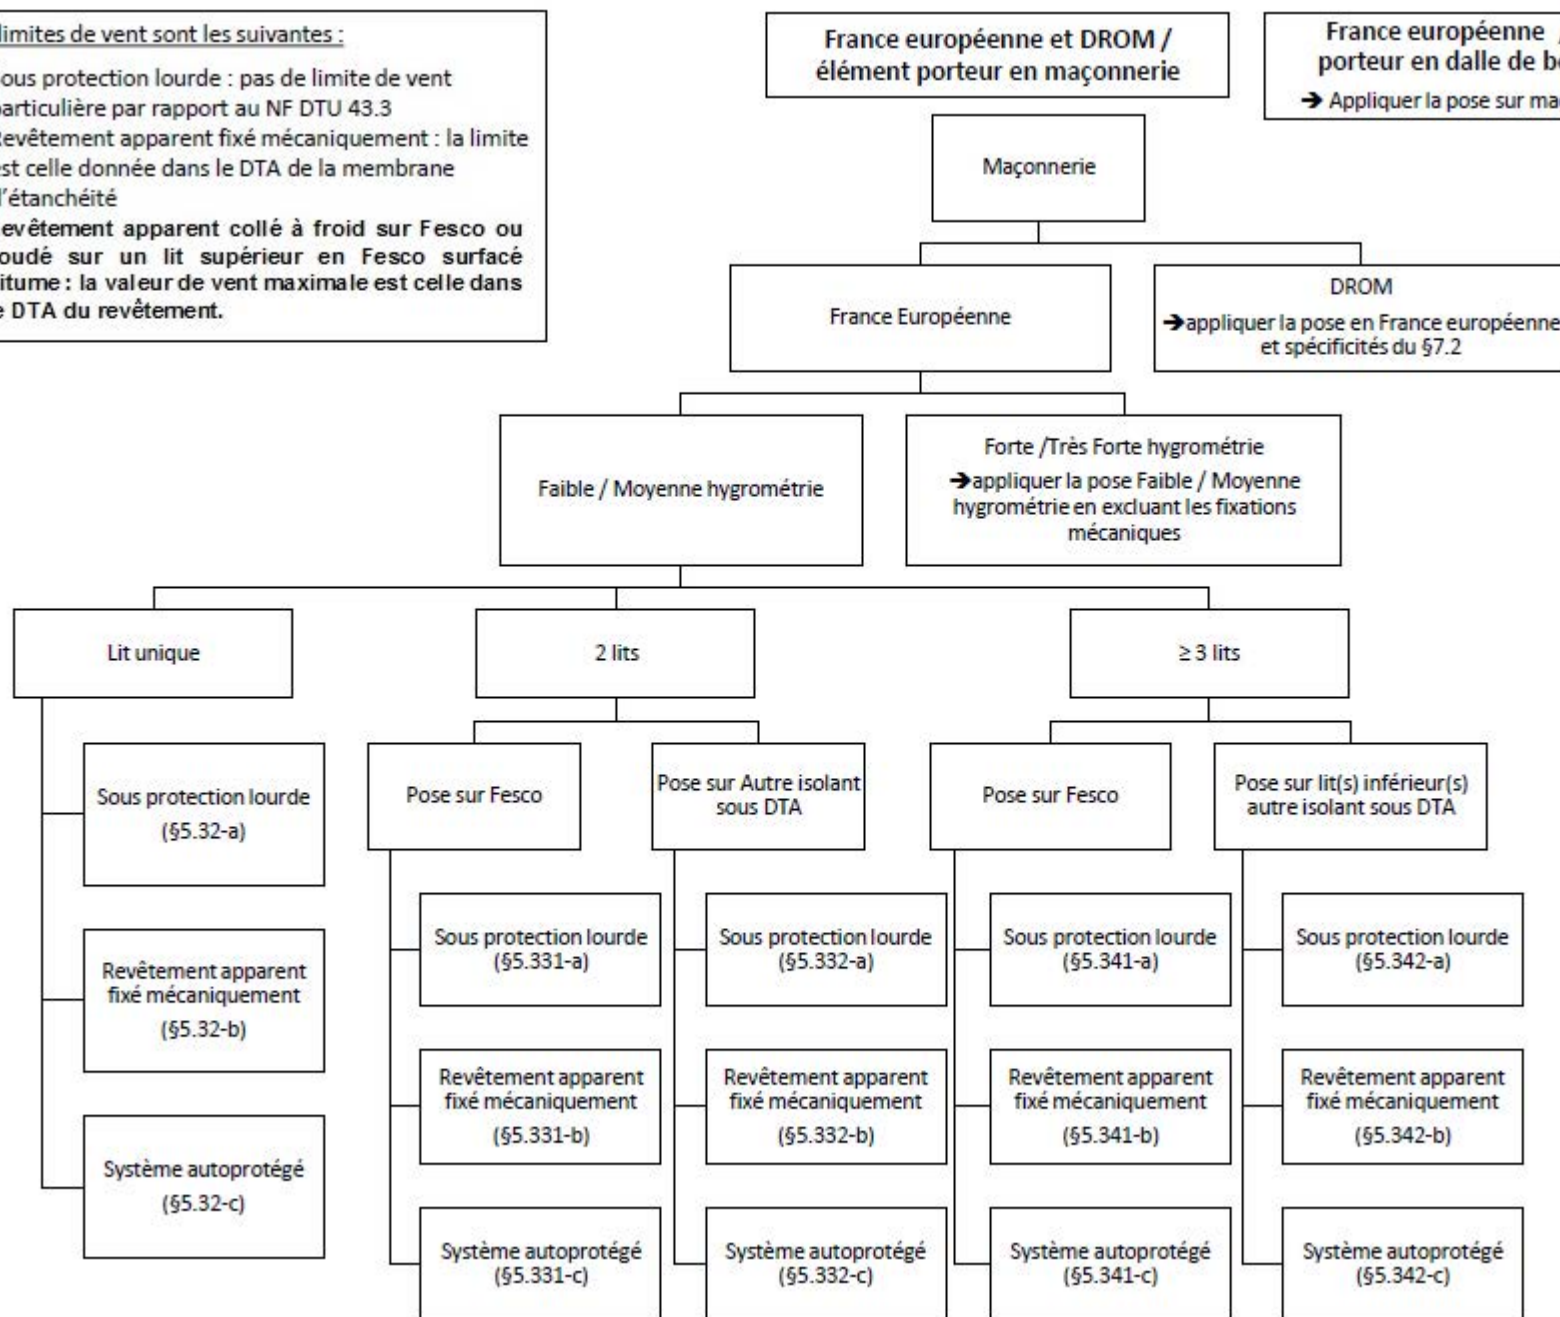 limites de vent sont les suivantes :
sous protection lourde : pas de limite de vent
particulière par rapport au NF DTU 43.3
Revêtement apparent fixé mécaniquement : la limite
est celle donnée dans le DTA de la membrane
d'étanchéité
evêtement apparent collé à froid sur Fesco ou
oudé sur un lit supérieur en Fesco surfacé
itume : la valeur de vent maximale est celle dans
e DTA du revêtement.
France européenne et DROM /
élément porteur en maçonnerie
France européenne /
porteur en dalle de
➔ Appliquer la pose sur
Maçonnerie
France Européenne
DROM
➔appliquer la pose en France européenne
et spécificités du §7.2
Faible / Moyenne hygrométrie
Forte /Très Forte hygrométrie
➔appliquer la pose Faible / Moyenne
hygrométrie en excluant les fixations
mécaniques
Lit unique
2 lits
≥ 3 lits
Sous protection lourde
(§5.32-a)
Revêtement apparent
fixé mécaniquement
(§5.32-b)
Système autoprotégé
(§5.32-c)
Pose sur Fesco
Sous protection lourde
(§5.331-a)
Revêtement apparent
fixé mécaniquement
(§5.331-b)
Système autoprotégé
(§5.331-c)
Pose sur Autre isolant
sous DTA
Sous protection lourde
(§5.332-a)
Revêtement apparent
fixé mécaniquement
(§5.332-b)
Système autoprotégé
(§5.332-c)
Pose sur Fesco
Sous protection lourde
(§5.341-a)
Revêtement apparent
fixé mécaniquement
(§5.341-b)
Système autoprotégé
(§5.341-c)
Pose sur lit(s) inférieur(s)
autre isolant sous DTA
Sous protection lourde
(§5.342-a)
Revêtement apparent
fixé mécaniquement
(§5.342-b)
Système autoprotégé
(§5.342-c)